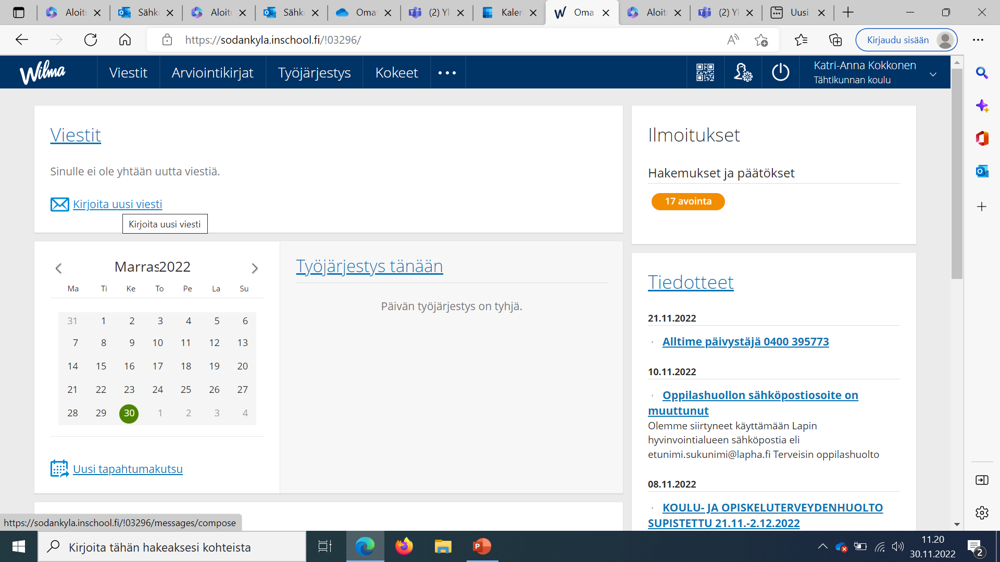 Aloitu
Sähkö
Aloitu
Sähkö
Omat
(2) Yl
Kalen
Oma
Aloitu
(2) Yl
Uusi
https://sodankyla.inschool.fi/!03296/
Kirjaudu sisään
Wilma
Viestit
Arviointikirjat
Työjärjestys
Kokeet
Katri-Anna Kokkonen
Tähtikunnan koulu
Viestit
Sinulle ei ole yhtään uutta viestiä.
Kirjoita uusi viesti
Kirjoita uusi viesti
Marras2022
Ma Ti Ke To Pe La Su
31 1 2 3 4 5 6
7 8 9 10 11 12 13
14 15 16 17 18 19 20
21 22 23 24 25 26 27
28 29 30 1 2 3 4
Uusi tapahtumakutsu
Työjärjestys tänään
Päivän työjärjestys on tyhjä.
Ilmoitukset
Hakemukset ja päätökset
17 avointa
Tiedotteet
21.11.2022
Alltime päivystäjä 0400 395773
10.11.2022
Oppilashuollon sähköpostiosoite on
muuttunut
Olemme siirtyneet käyttämään Lapin
hyvinvointialueen sähköpostia eli
etunimi.sukunimi@lapha.fi Terveisin oppilashuolto
08.11.2022
KOULU- JA OPISKELUTERVEYDENHUOLTO
SUPISTETTU 21.11.-2.12.2022
https://sodankyla.inschool.fi/!03296/messages/compose
Kirjoita tähän hakeaksesi kohteista
11.20
30.11.2022
2